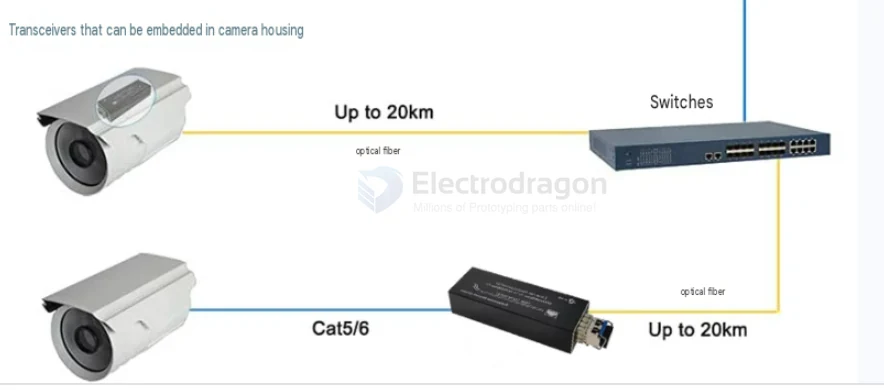 Transceivers that can be embedded in camera housing
Up to 20km
Switches
optical fiber
Electrodragon
Millions of Prototyping parts online!
optical fiber
Cat5/6
Up to 20km